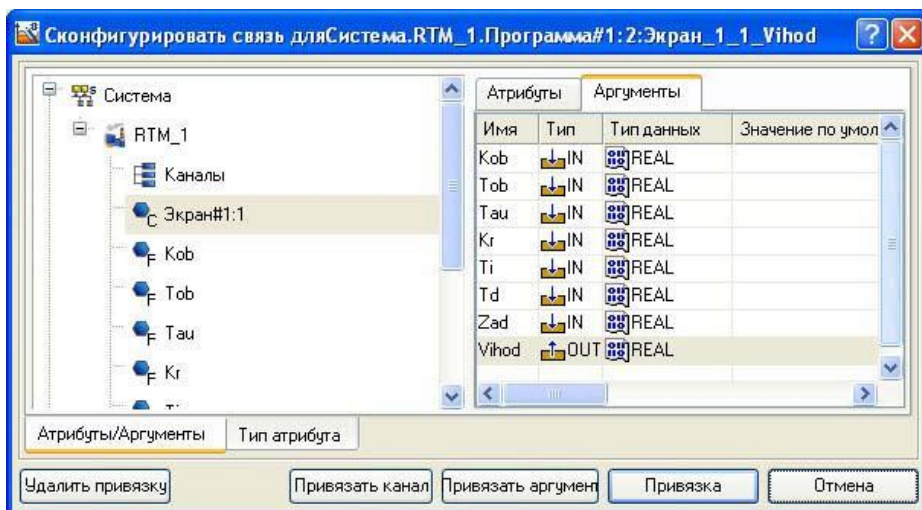 Сконфигурировать связь дляСистема.RTM_1.Программа#1:2:Экран_1_1_Vihod
Система
RTM_1
Каналы
Экран#1:1
Kob
Tob
Tau
Kr
Атрибуты Аргументы
Имя Тип Тип данных Значение по умол
Kob IN REAL
Tob IN REAL
Tau IN REAL
Kr IN REAL
Ti IN REAL
Td IN REAL
Zad IN REAL
Vihod OUT REAL
Атрибуты/Аргументы Тип атрибута
Удалить привязку Привязать канал Привязать аргумен Привязка Отмена